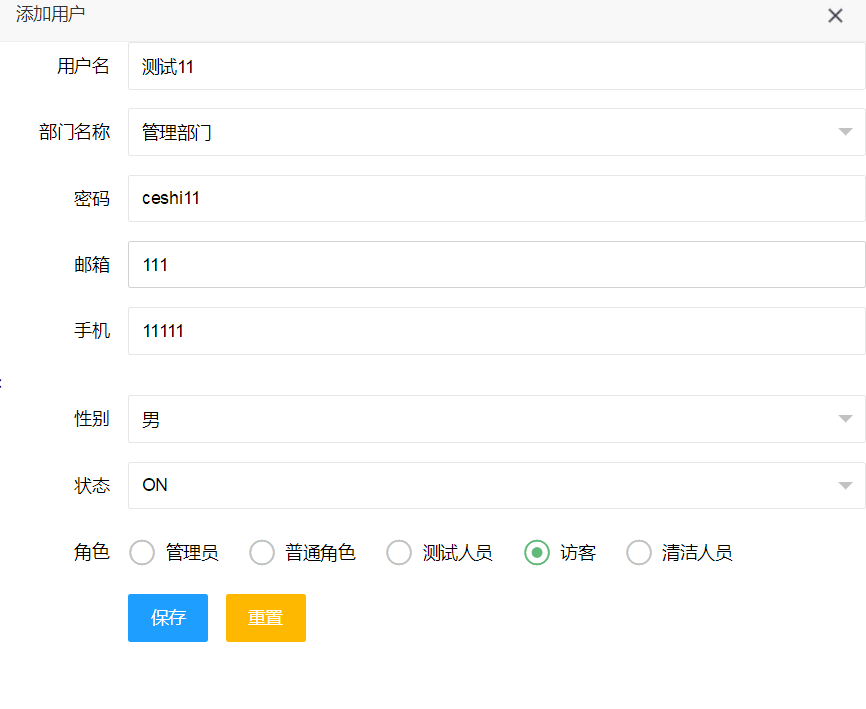 添加用户
用户名 测试11
部门名称 管理部门
密码 ceshi11
邮箱 111
手机 11111
性别 男
状态 ON
角色 管理员 普通角色 测试人员 访客 清洁人员
保存 重置